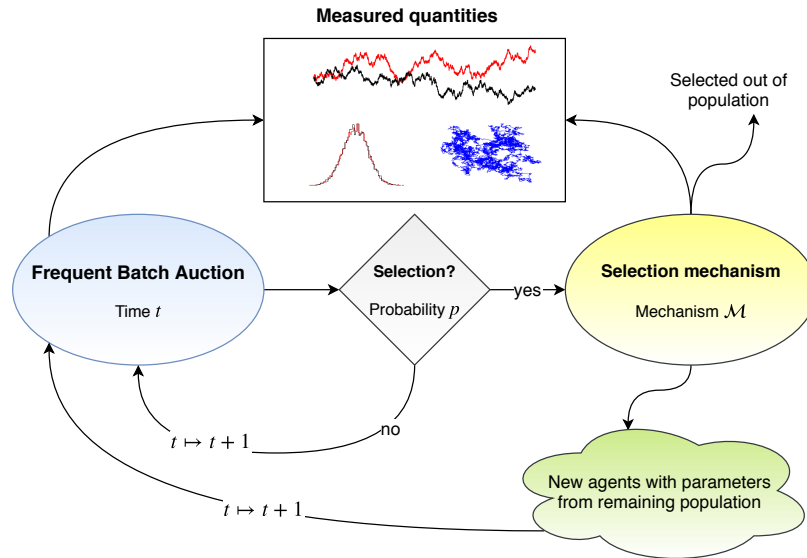 Measured quantities
Selected out of
population
Frequent Batch Auction
Time t
Selection?
Probability p
yes
Selection mechanism
Mechanism ℳ
no
t ↦ t + 1
New agents with parameters
from remaining population
t ↦ t + 1